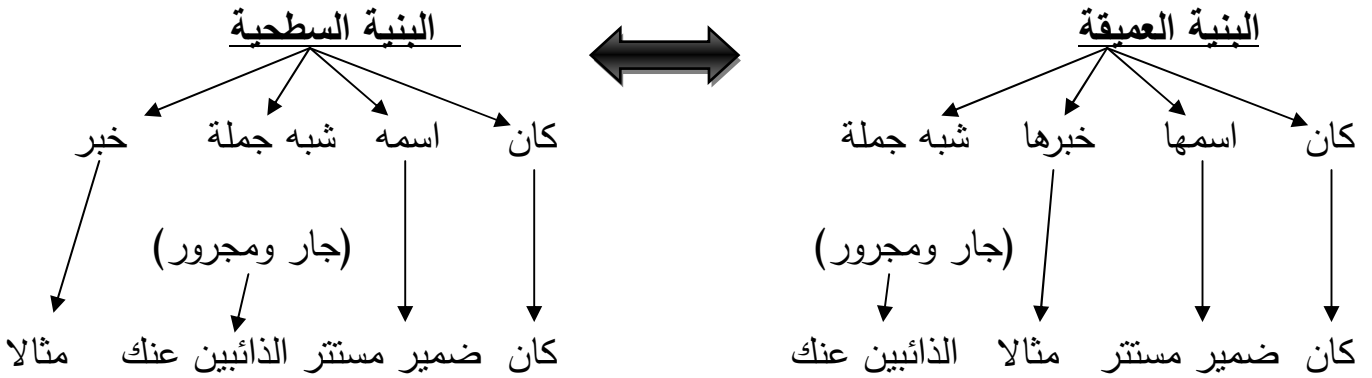 البنية العميقة البنية السطحية
كان اسمها خبرها شبه جملة كان اسمه شبه جملة خبر
(جار ومجرور) (جار ومجرور)
كان ضمير مستتر مثالا الذائبين عنك كان ضمير مستتر الذائبين عنك مثالا